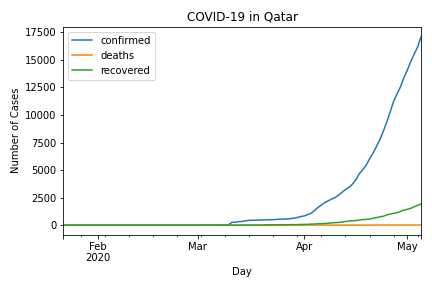 COVID-19 in Qatar
confirmed
deaths
recovered
Number of Cases
17500
15000
12500
10000
7500
5000
2500
0
Feb
2020
Mar
Apr
May
Day